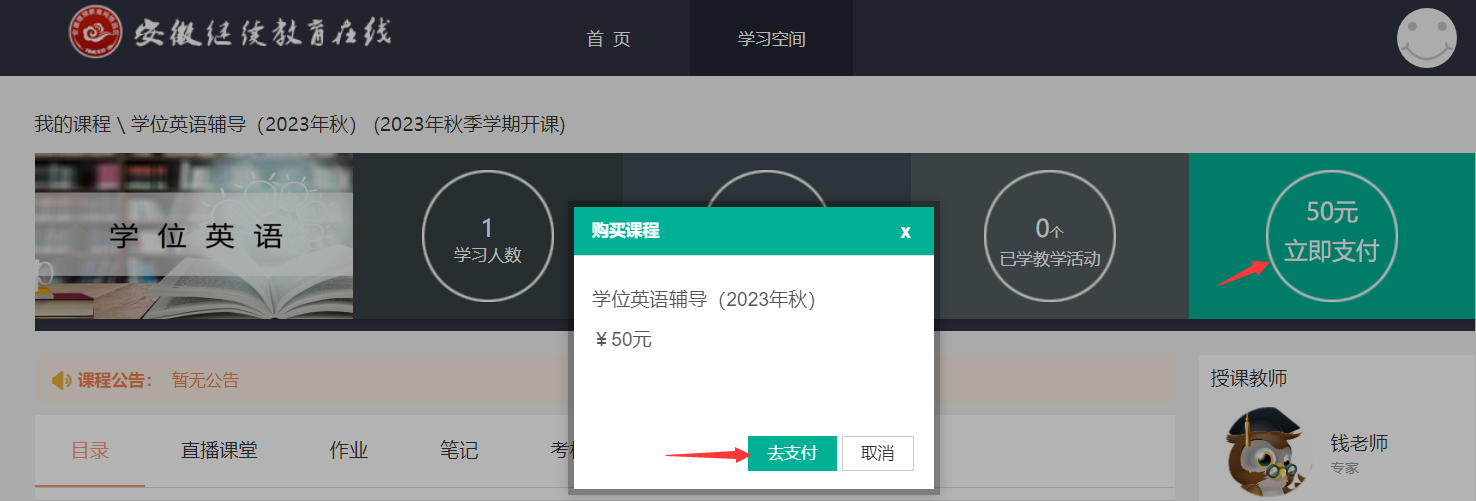 安徽继续教育在线
首 页
学习空间
我的课程 \ 学位英语辅导（2023年秋） (2023年秋季学期开课)
学 位 英 语
1
学习人数
0个
已学教学活动
50元
立即支付
购买课程
x
学位英语辅导（2023年秋）
￥50元
去支付
取消
课程公告：
暂无公告
授课教师
目录
直播课堂
作业
笔记
钱老师
专家